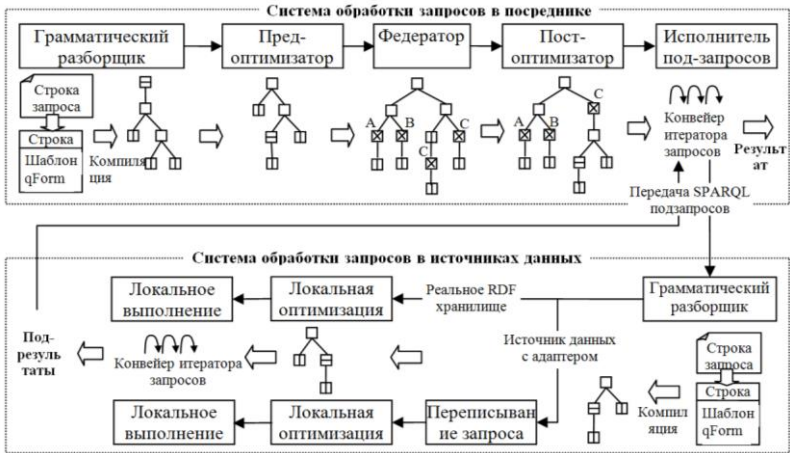 Система обработки запросов в посреднике
Грамматический
разборщик
Пред-
оптимизатор
Федератор
Пост-
оптимизатор
Исполнитель
под-запросов
Строка
запроса
Строка
Шаблон
qForm
Компиля
ция
A
B
C
C
A
B
C
Конвейер
итератора
запросов
Результ
ат
Передача SPARQL
подзапросов
Система обработки запросов в источниках данных
Локальное
выполнение
Локальная
оптимизация
Реальное RDF
хранилище
Грамматический
разборщик
Под-
резуль
таты
Конвейер итератора
запросов
Источник данных
с адаптером
Строка
запроса
Строка
Шаблон
qForm
Компил
яция
Локальное
выполнение
Локальная
оптимизация
Переписыван
ие запроса